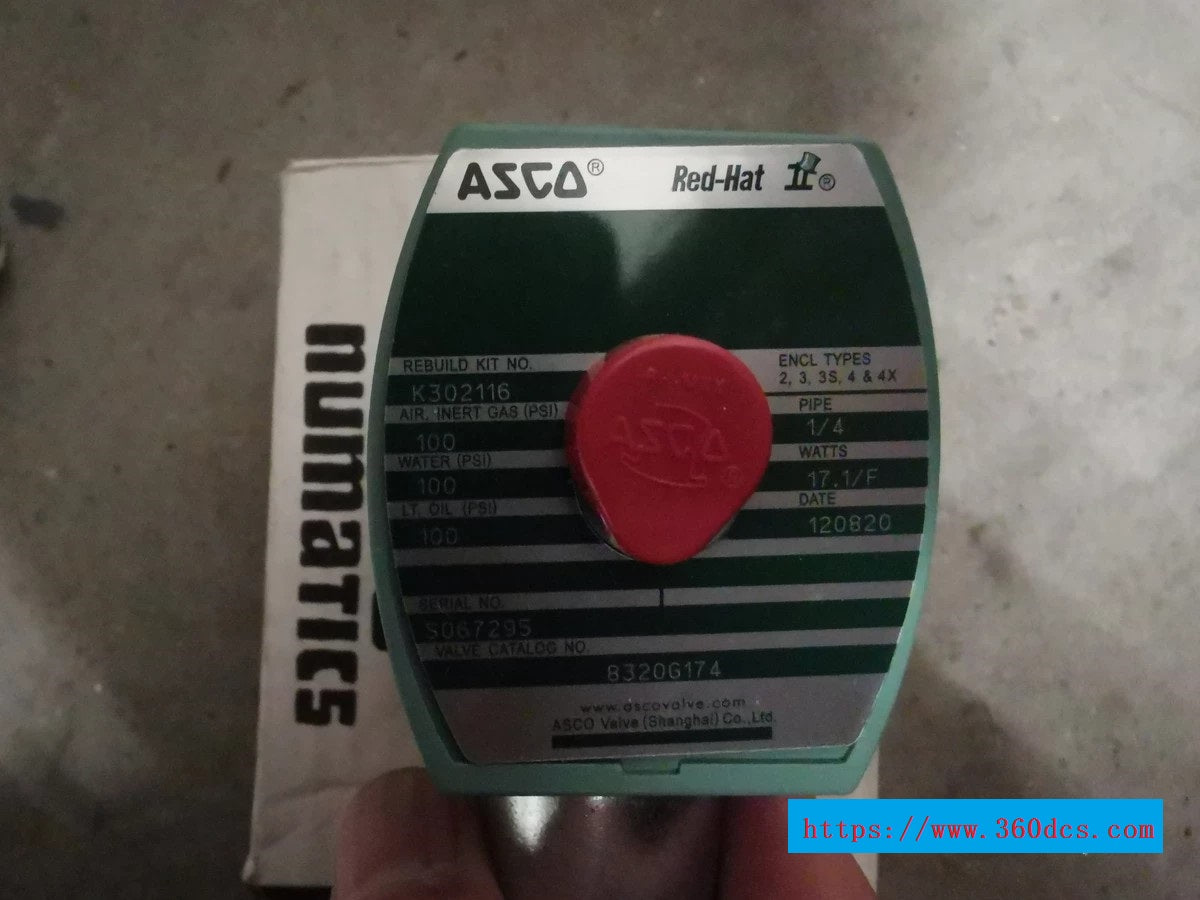 ASCO® Red-Hat II®
REBUILD KIT NO.
K302116
AIR, INERT GAS (PSI)
100
WATER (PSI)
100
LT. OIL (PSI)
100
ENCL TYPES
2, 3, 3S, 4 & 4X
PIPE
1/4
WATTS
17.1/F
DATE
120820
ASCO®
SERIAL NO.
S067295
VALVE CATALOG NO.
8320G174
www.ascovalve.com
ASCO Valve (Shanghai) Co.,Ltd.
numatics
https://www.360dcs.com